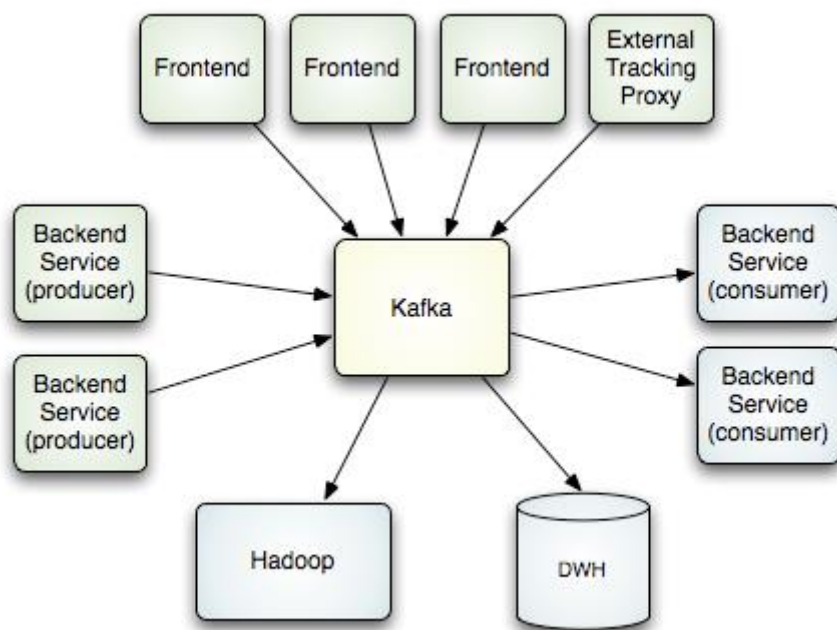 Frontend
Frontend
Frontend
External
Tracking
Proxy
Backend
Service
(producer)
Kafka
Backend
Service
(consumer)
Backend
Service
(producer)
Backend
Service
(consumer)
Hadoop
DWH